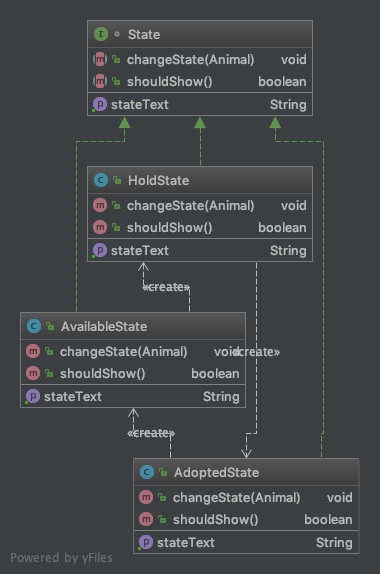 I State
m changeState(Animal) void
m shouldShow() boolean
p stateText String
C HoldState
m changeState(Animal) void
m shouldShow() boolean
p stateText String
«create»
C AvailableState
m changeState(Animal) void
«create»
m shouldShow() boolean
p stateText String
«create»
C AdoptedState
m changeState(Animal) void
m shouldShow() boolean
p stateText String
Powered by yFiles